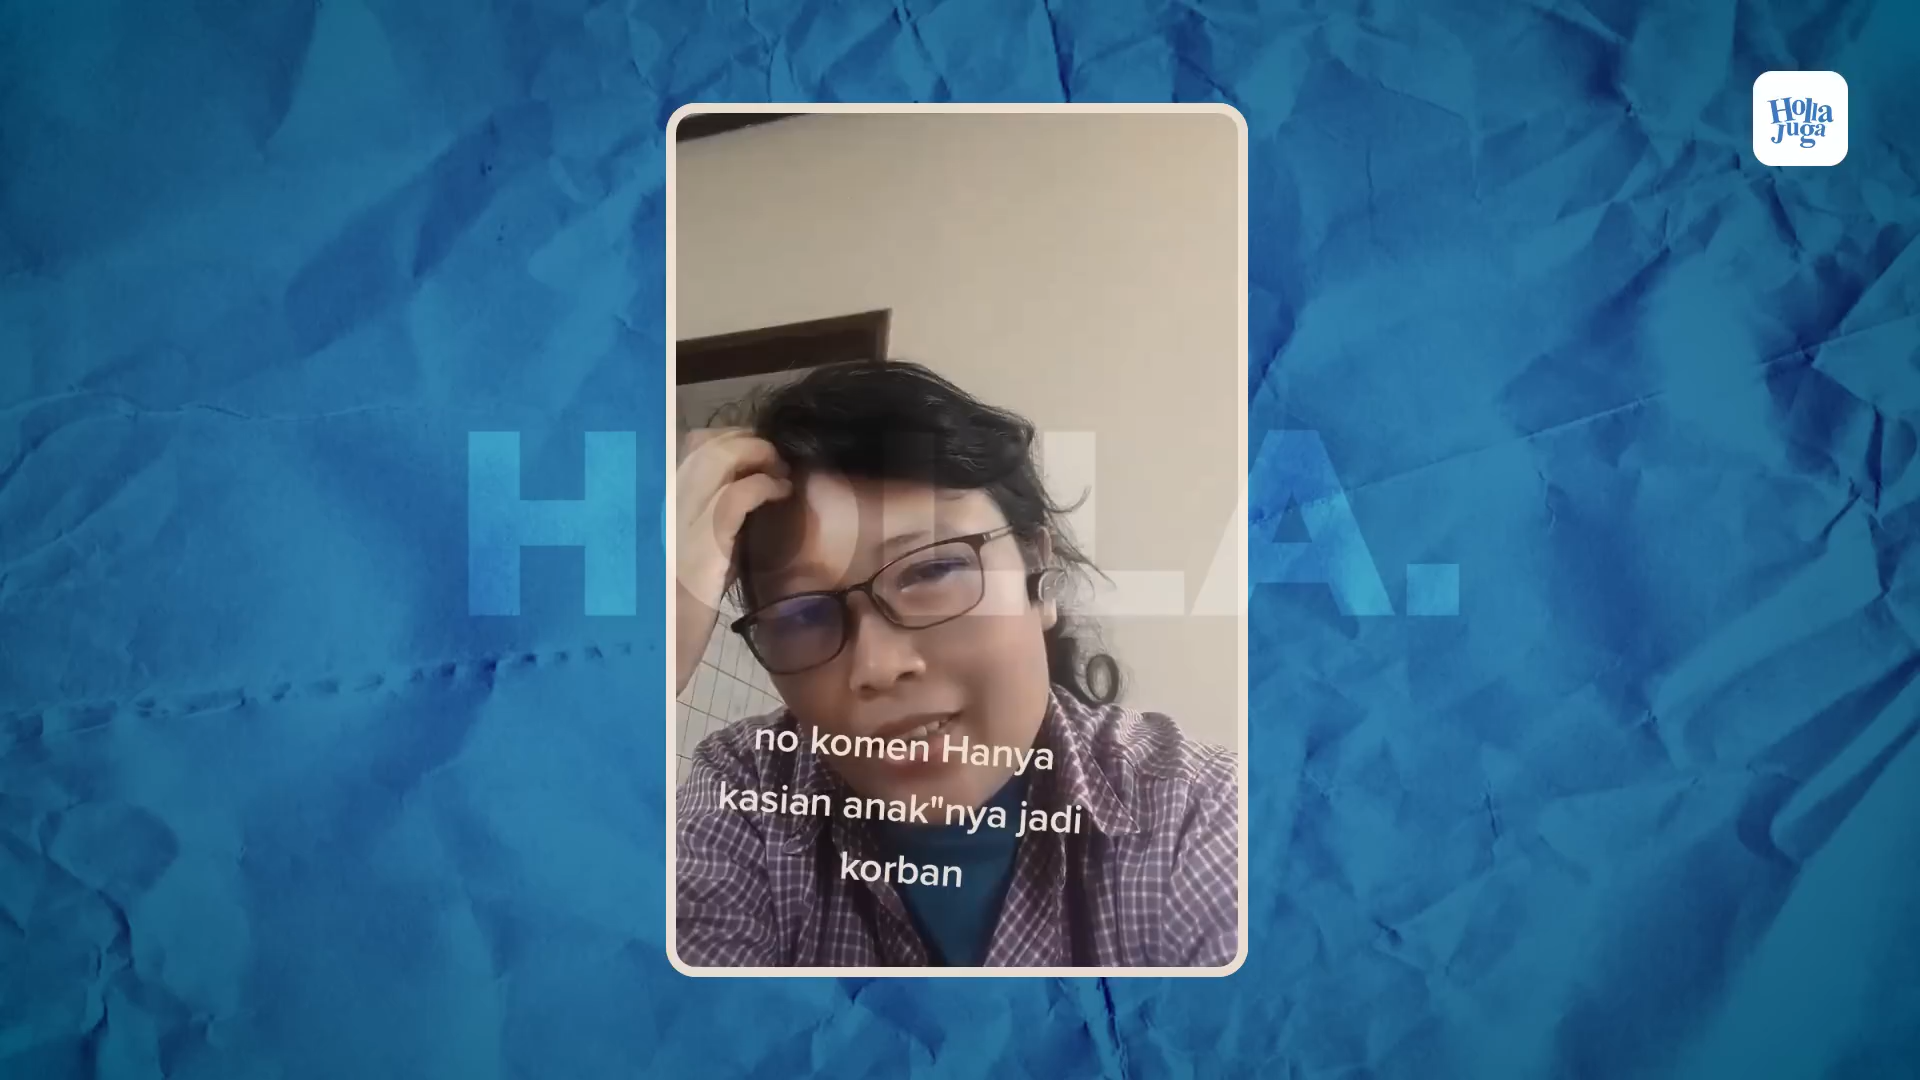 Holla
juga
HOLLA.
no komen Hanya
kasian anak"nya jadi
korban